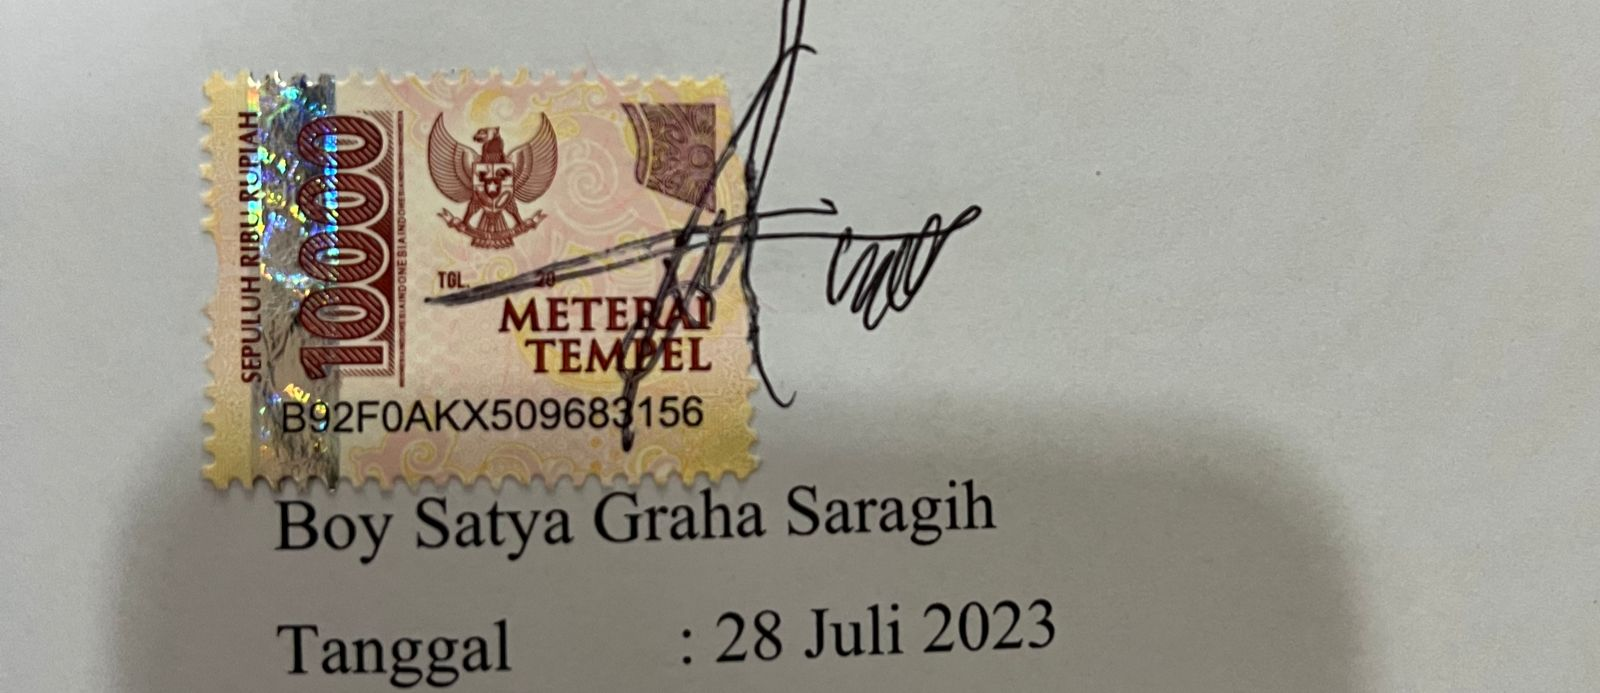 SEPULUH RIBU RUPIAH
10000
TGL. 20
METERAI
TEMPEL
B92F0AKX509683156
Boy Satya Graha Saragih
Tanggal : 28 Juli 2023